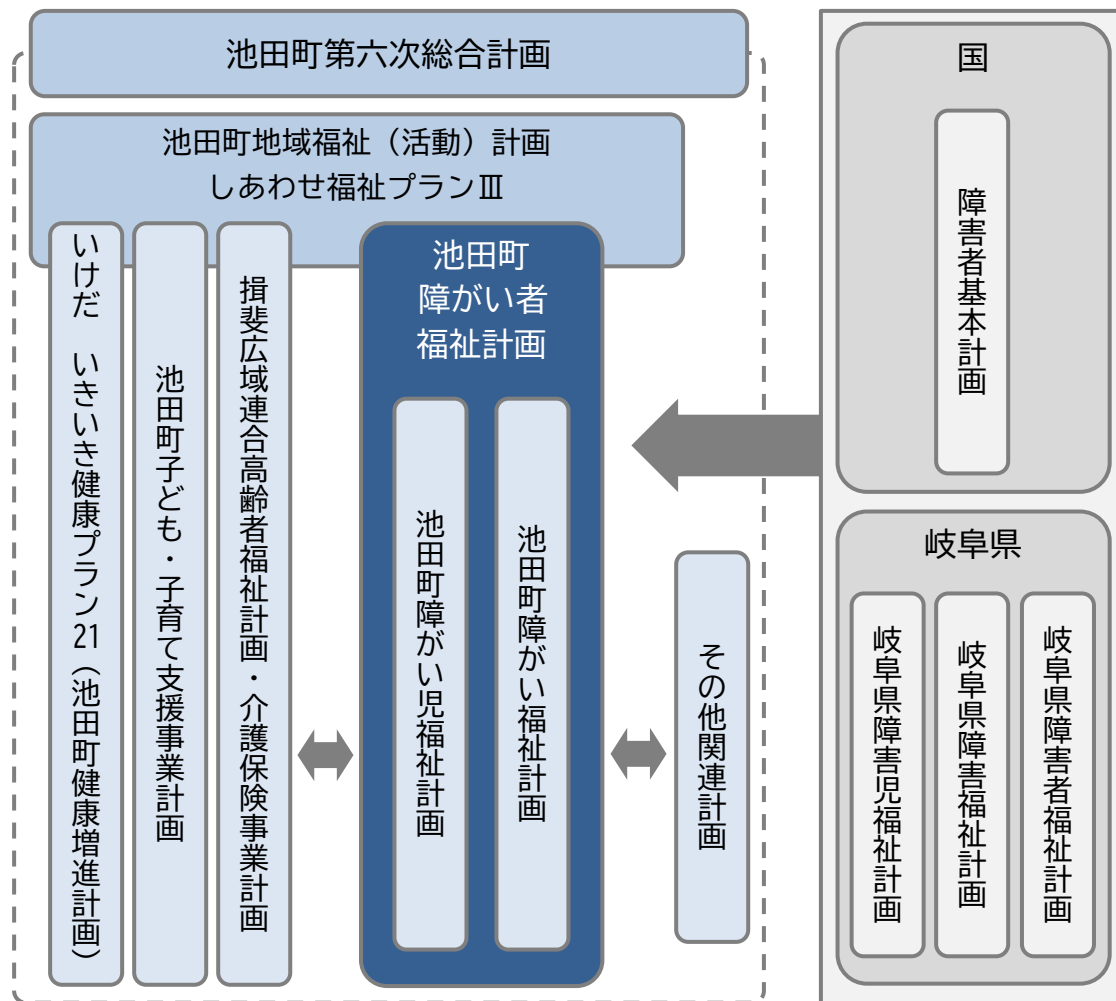 池田町第六次総合計画
池田町地域福祉（活動）計画
しあわせ福祉プランⅢ
いけだ　いきいき健康プラン21（池田町健康増進計画）
池田町子ども・子育て支援事業計画
揖斐広域連合高齢者福祉計画・介護保険事業計画
池田町
障がい者
福祉計画
池田町障がい児福祉計画
池田町障がい福祉計画
その他関連計画
国
障害者基本計画
岐阜県
岐阜県障害児福祉計画
岐阜県障害福祉計画
岐阜県障害者福祉計画